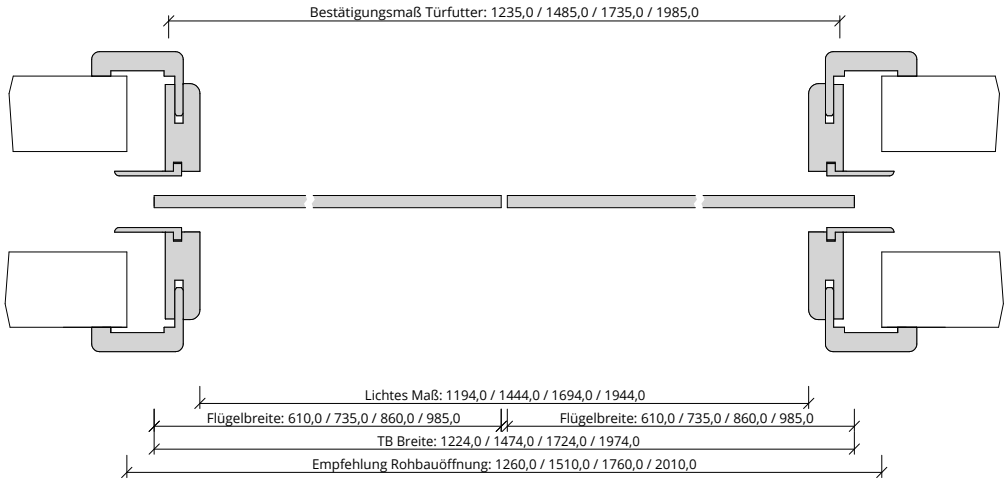 Bestätigungsmaß Türfutter: 1235,0 / 1485,0 / 1735,0 / 1985,0
Lichtes Maß: 1194,0 / 1444,0 / 1694,0 / 1944,0
Flügelbreite: 610,0 / 735,0 / 860,0 / 985,0
Flügelbreite: 610,0 / 735,0 / 860,0 / 985,0
TB Breite: 1224,0 / 1474,0 / 1724,0 / 1974,0
Empfehlung Rohbauöffnung: 1260,0 / 1510,0 / 1760,0 / 2010,0